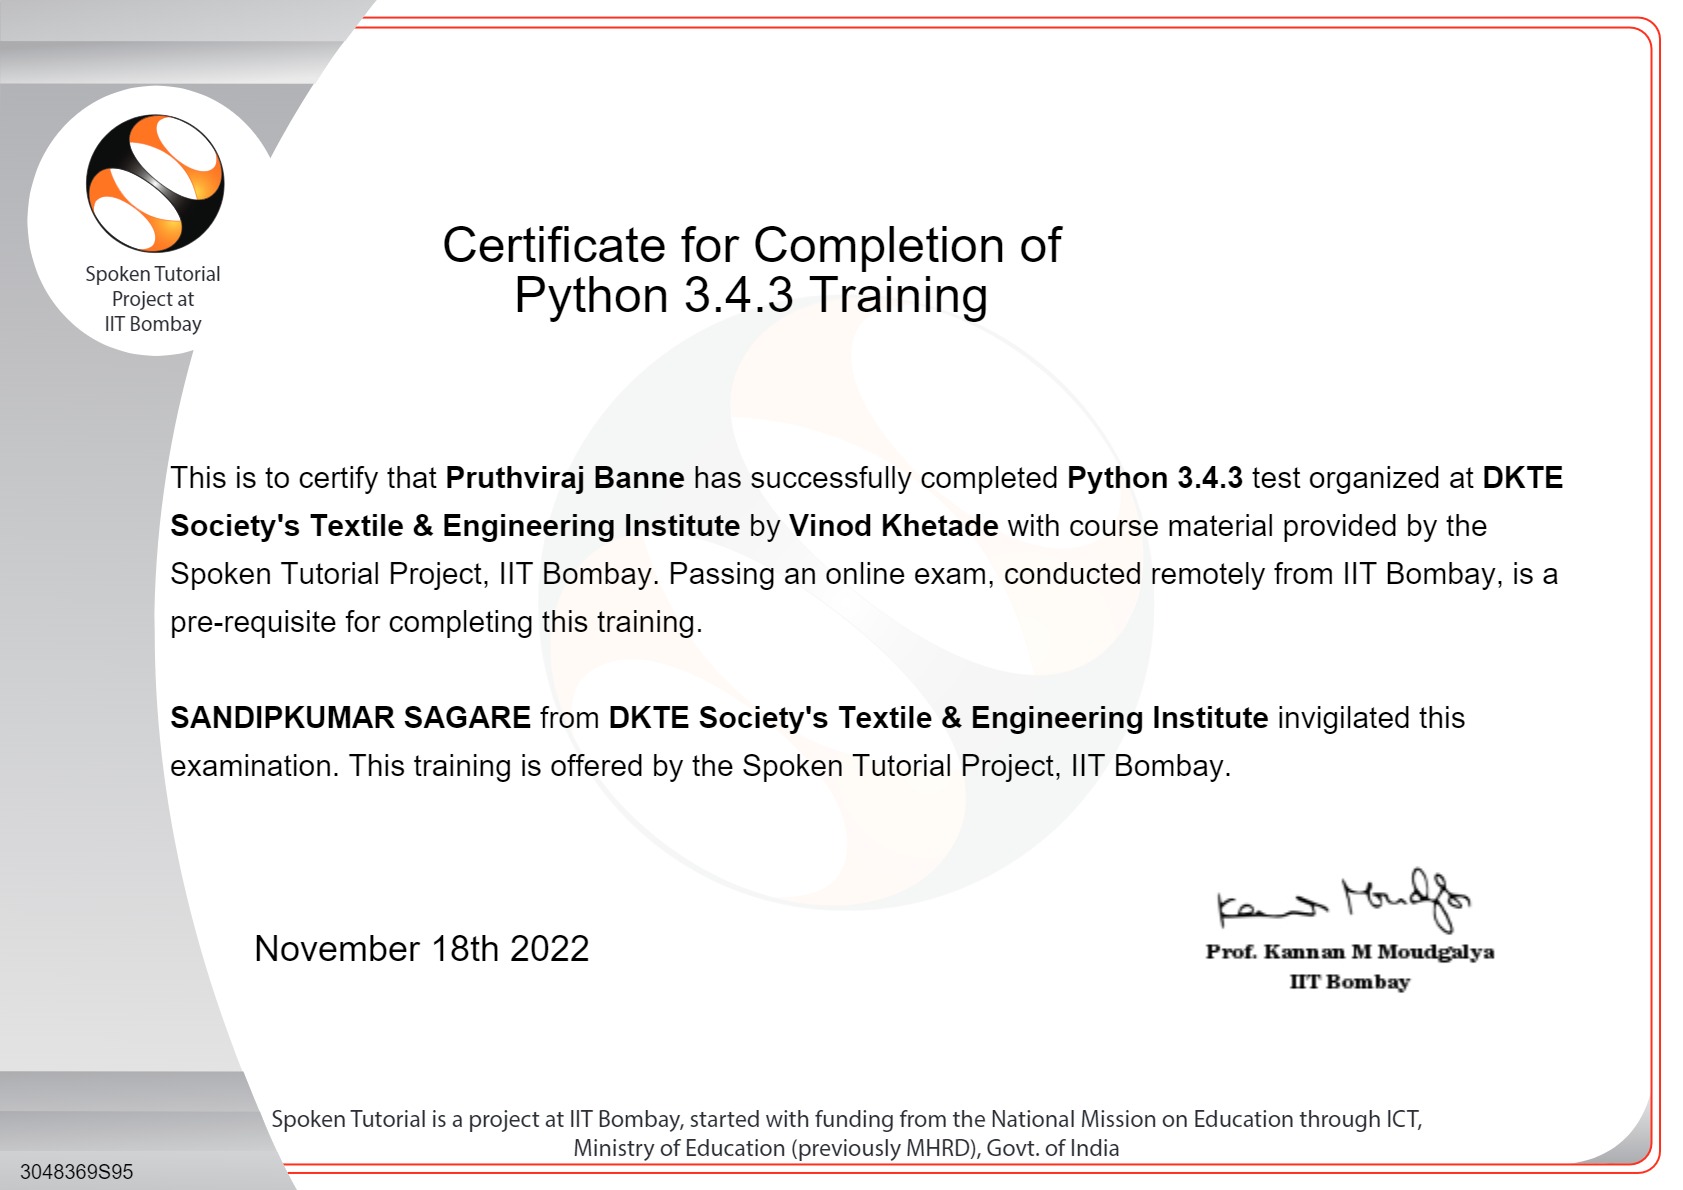 Spoken Tutorial
Project at
IIT Bombay
Certificate for Completion of
Python 3.4.3 Training
This is to certify that Pruthviraj Banne has successfully completed Python 3.4.3 test organized at DKTE
Society's Textile & Engineering Institute by Vinod Khetade with course material provided by the
Spoken Tutorial Project, IIT Bombay. Passing an online exam, conducted remotely from IIT Bombay, is a
pre-requisite for completing this training.
SANDIPKUMAR SAGARE from DKTE Society's Textile & Engineering Institute invigilated this
examination. This training is offered by the Spoken Tutorial Project, IIT Bombay.
November 18th 2022
Kannan Moudgalya
Prof. Kannan M Moudgalya
IIT Bombay
Spoken Tutorial is a project at IIT Bombay, started with funding from the National Mission on Education through ICT,
Ministry of Education (previously MHRD), Govt. of India
3048369S95